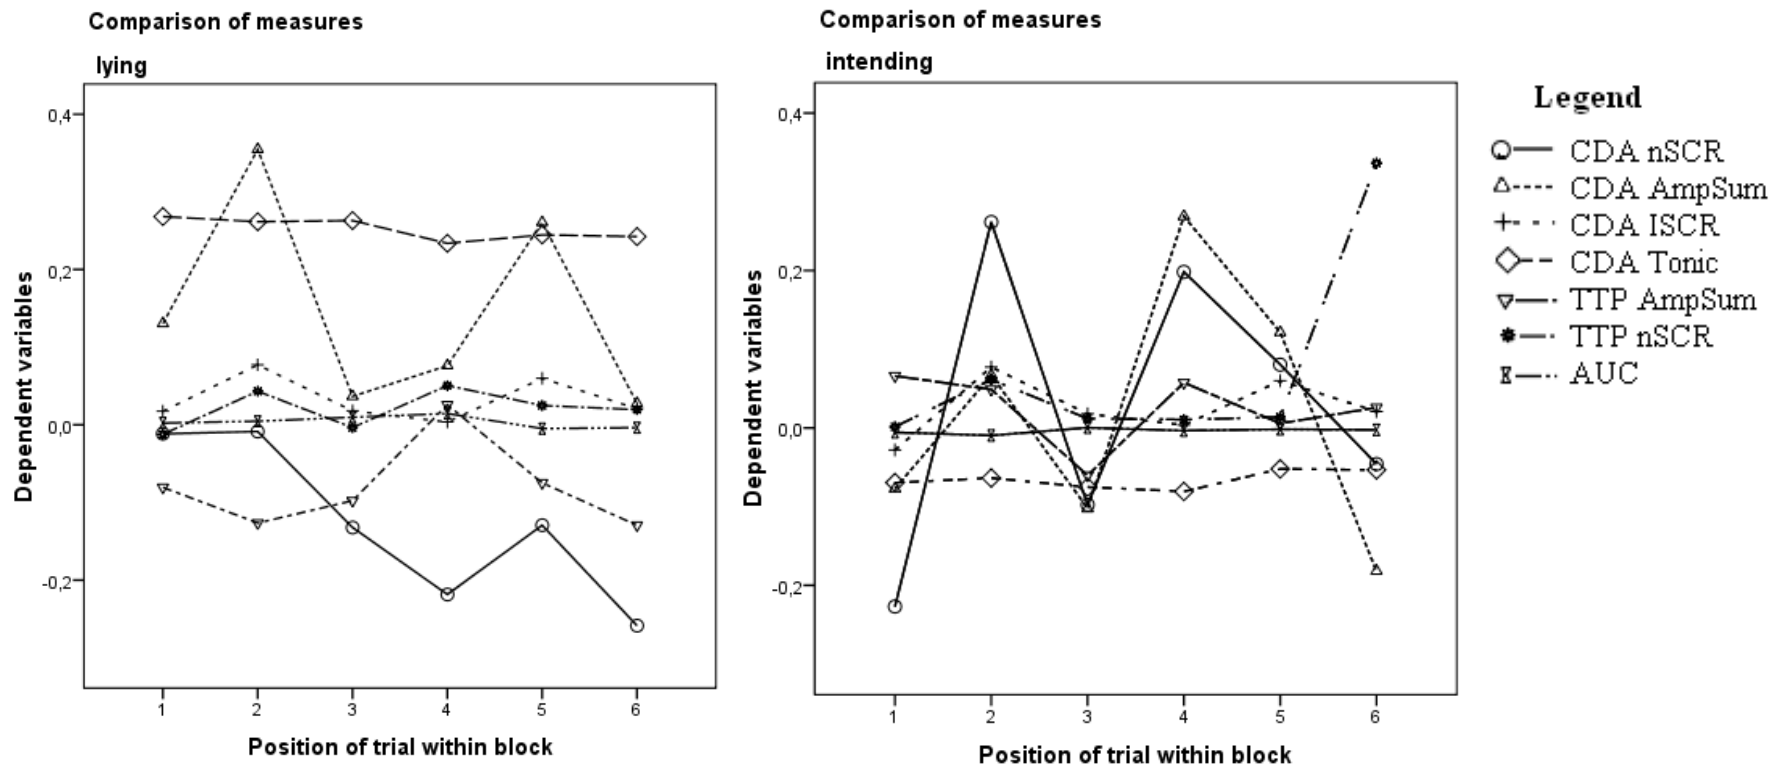 Comparison of measures
lying
0,4
0,2
0,0
-0,2
Dependent variables
1 2 3 4 5 6
Position of trial within block
Comparison of measures
intending
0,4
0,2
0,0
-0,2
Dependent variables
1 2 3 4 5 6
Position of trial within block
Legend
CDA nSCR
CDA AmpSum
CDA ISCR
CDA Tonic
TTP AmpSum
TTP nSCR
AUC